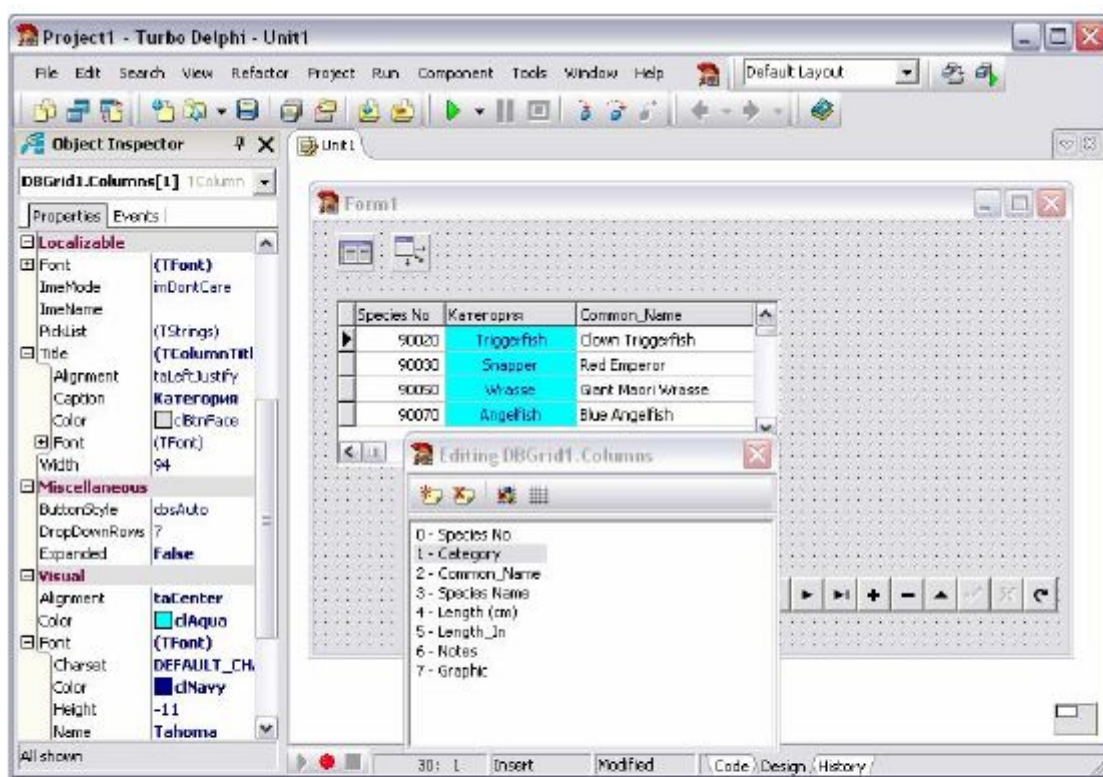 Project1 - Turbo Delphi - Unit1
File Edit Search View Refactor Project Run Component Tools Window Help
Default Layout
Object Inspector
DBGrid1.Columns[1] TColumn
Properties Events
Localizable
Font (TFont)
ImeMode imDontCare
ImeName
PickList (TStrings)
Title (TColumnTitl
Alignment taLeftJustify
Caption Категория
Color clBtnFace
Font (TFont)
Width 94
Miscellaneous
ButtonStyle cbsAuto
DropDownRows 7
Expanded False
Visual
Alignment taCenter
Color clAqua
Font (TFont)
Charset DEFAULT_CHA
Color clNavy
Height -11
Name Tahoma
All shown
Unit1
Form1
Species No Категория Common_Name
90020 Triggerfish Clown Triggerfish
90030 Snapper Red Emperor
90050 Wrasse Giant Maori Wrasse
90070 Angelfish Blue Angelfish
Editing DBGrid1.Columns
0 - Species No
1 - Category
2 - Common_Name
3 - Species Name
4 - Length (cm)
5 - Length_In
6 - Notes
7 - Graphic
30: 1 Insert Modified Code Design History